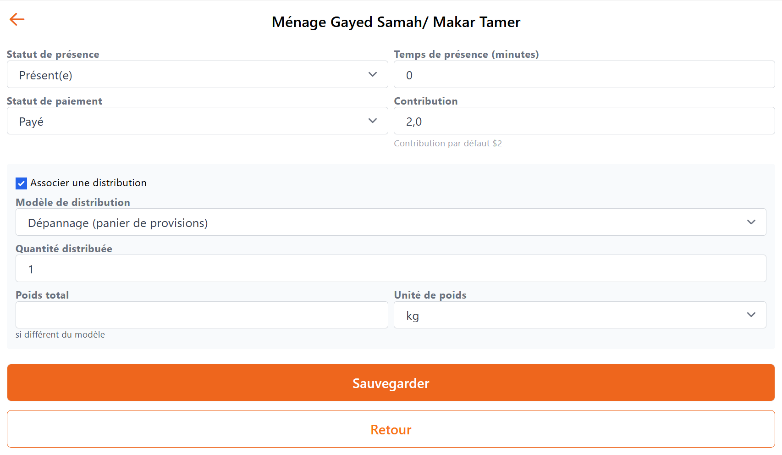 Ménage Gayed Samah/ Makar Tamer
Statut de présence
Temps de présence (minutes)
Présent(e)
0
Statut de paiement
Contribution
Payé
2,0
Contribution par défaut $2
Associer une distribution
Modèle de distribution
Dépannage (panier de provisions)
Quantité distribuée
1
Poids total
Unité de poids
kg
si différent du modèle
Sauvegarder
Retour